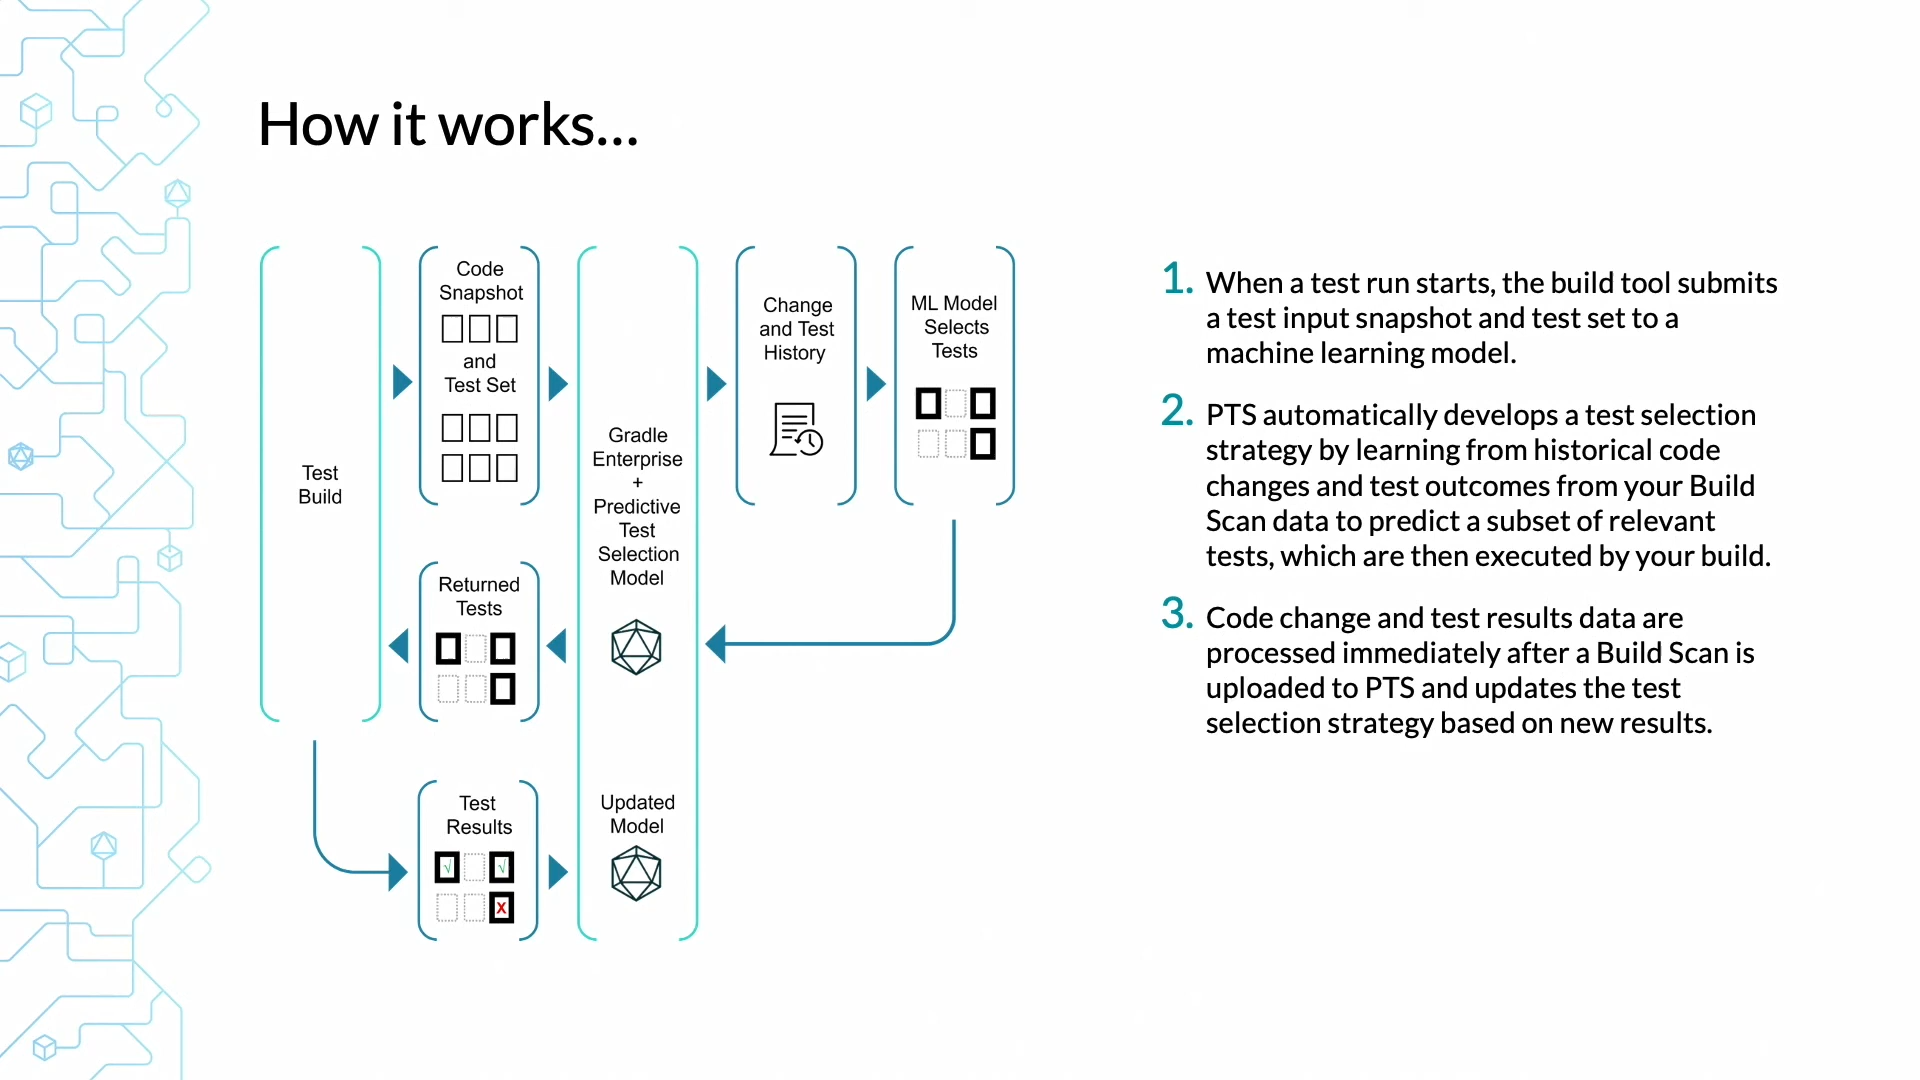 How it works...
Test
Build
Code
Snapshot
and
Test Set
Returned
Tests
Test
Results
√ √
X
Gradle
Enterprise
+
Predictive
Test
Selection
Model
Updated
Model
Change
and Test
History
ML Model
Selects
Tests
1. When a test run starts, the build tool submits
a test input snapshot and test set to a
machine learning model.
2. PTS automatically develops a test selection
strategy by learning from historical code
changes and test outcomes from your Build
Scan data to predict a subset of relevant
tests, which are then executed by your build.
3. Code change and test results data are
processed immediately after a Build Scan is
uploaded to PTS and updates the test
selection strategy based on new results.